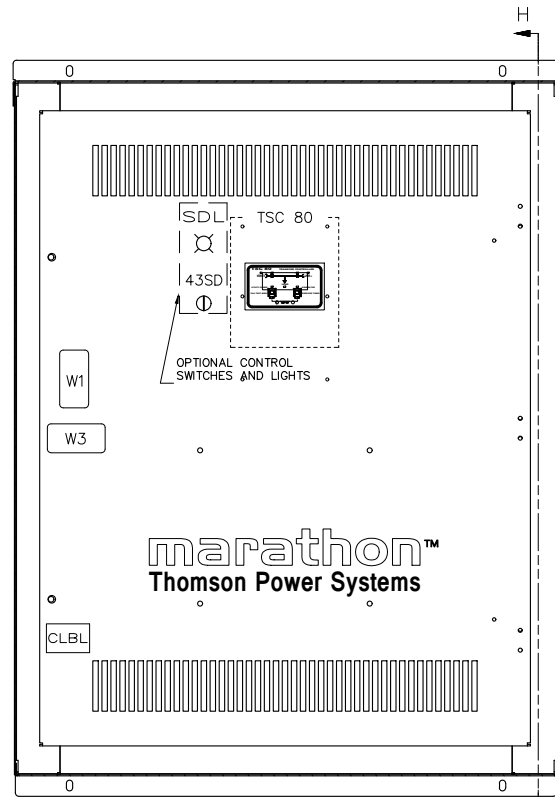 H
0 0
SDL
TSC 80
43SD
OPTIONAL CONTROL
SWITCHES AND LIGHTS
W1
W3
marathon™
Thomson Power Systems
CLBL
0 0